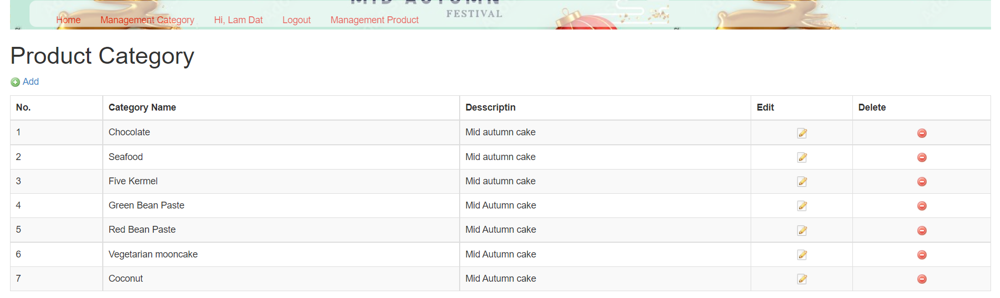 MID AUTUMN
FESTIVAL
Home Management Category Hi, Lam Dat Logout Management Product
Product Category
Add
No. Category Name Desscriptin Edit Delete
1 Chocolate Mid autumn cake
2 Seafood Mid autumn cake
3 Five Kermel Mid autumn cake
4 Green Bean Paste Mid Autumn cake
5 Red Bean Paste Mid Autumn cake
6 Vegetarian mooncake Mid Autumn cake
7 Coconut Mid Autumn cake